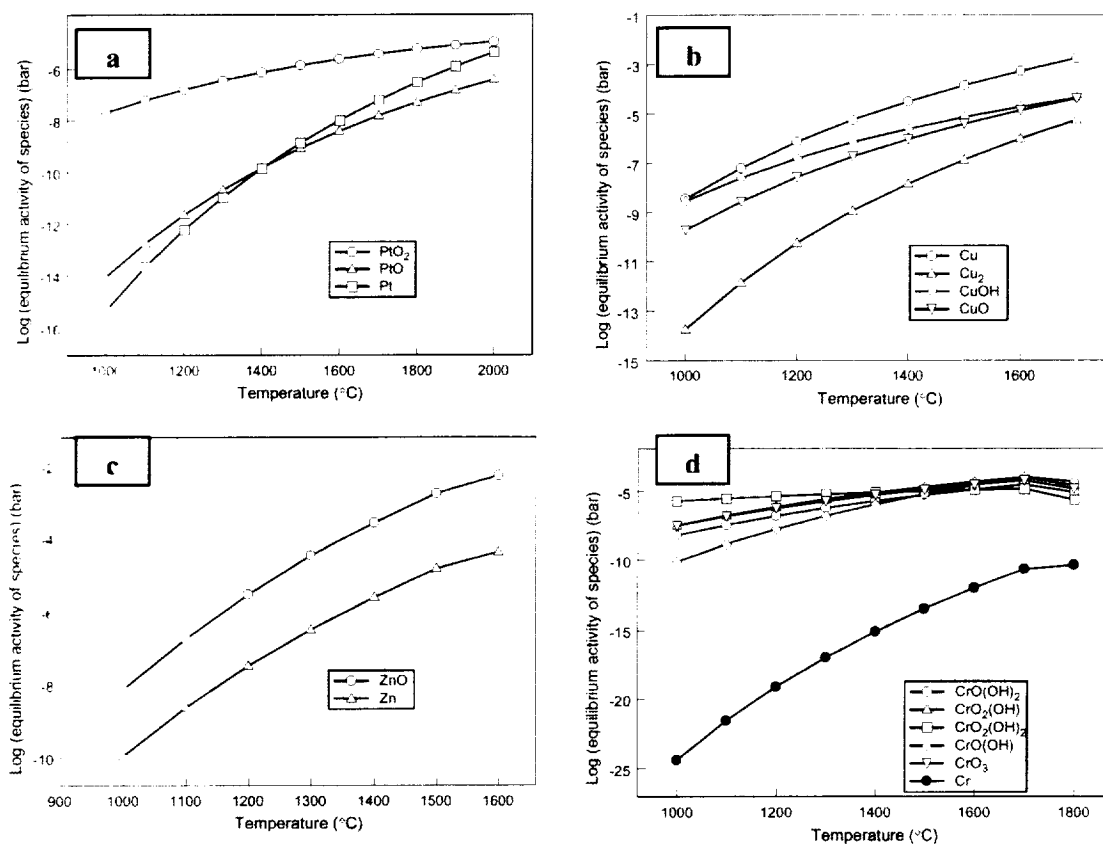 a
Log (equilibrium activity of species) (bar)
-6
-8
-10
-12
-14
-16
PtO2
PtO
Pt
1000 1200 1400 1600 1800 2000
Temperature (°C)
b
Log (equilibrium activity of species) (bar)
-1
-3
-5
-7
-9
-11
-13
-15
Cu
Cu2
CuOH
CuO
1000 1200 1400 1600
Temperature (°C)
c
Log (equilibrium activity of species) (bar)
-2
-4
-6
-8
-10
ZnO
Zn
900 1000 1100 1200 1300 1400 1500 1600
Temperature (°C)
d
Log (equilibrium activity of species) (bar)
-5
-10
-15
-20
-25
CrO(OH)2
CrO2(OH)
CrO2(OH)2
CrO(OH)
CrO3
Cr
1000 1200 1400 1600 1800
Temperature (°C)